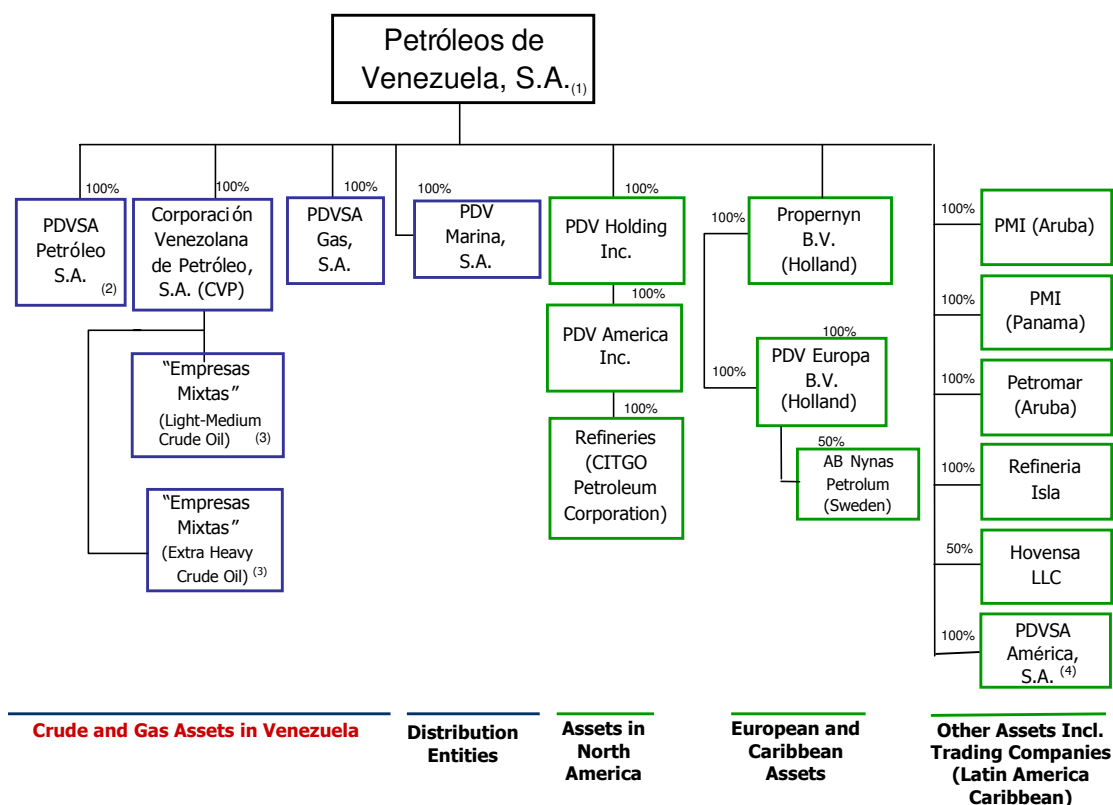 Petróleos de
Venezuela, S.A.(1)
100%
100%
100%
100%
100%
PDVSA
Petróleo
S.A.
(2)
Corporación
Venezolana
de Petróleo,
S.A. (CVP)
PDVSA
Gas,
S.A.
PDV
Marina,
S.A.
PDV Holding
Inc.
100%
Propernyn
B.V.
(Holland)
100%
PMI (Aruba)
100%
PDV America
Inc.
100%
PDV Europa
B.V.
(Holland)
100%
100%
PMI
(Panama)
"Empresas
Mixtas"
(Light-Medium
Crude Oil) (3)
100%
Petromar
(Aruba)
100%
Refineries
(CITGO
Petroleum
Corporation)
50%
AB Nynas
Petrolum
(Sweden)
100%
Refineria
Isla
"Empresas
Mixtas"
(Extra Heavy
Crude Oil) (3)
50%
Hovensa
LLC
100%
PDVSA
América,
S.A. (4)
Crude and Gas Assets in Venezuela
Distribution
Entities
Assets in
North
America
European and
Caribbean
Assets
Other Assets Incl.
Trading Companies
(Latin America
Caribbean)